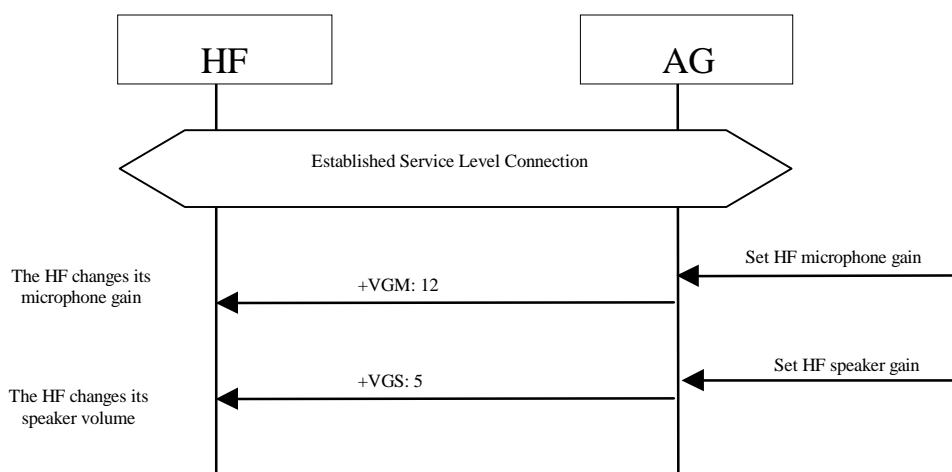 HF
AG
Established Service Level Connection
Set HF microphone gain
The HF changes its
microphone gain
+VGM: 12
Set HF speaker gain
+VGS: 5
The HF changes its
speaker volume